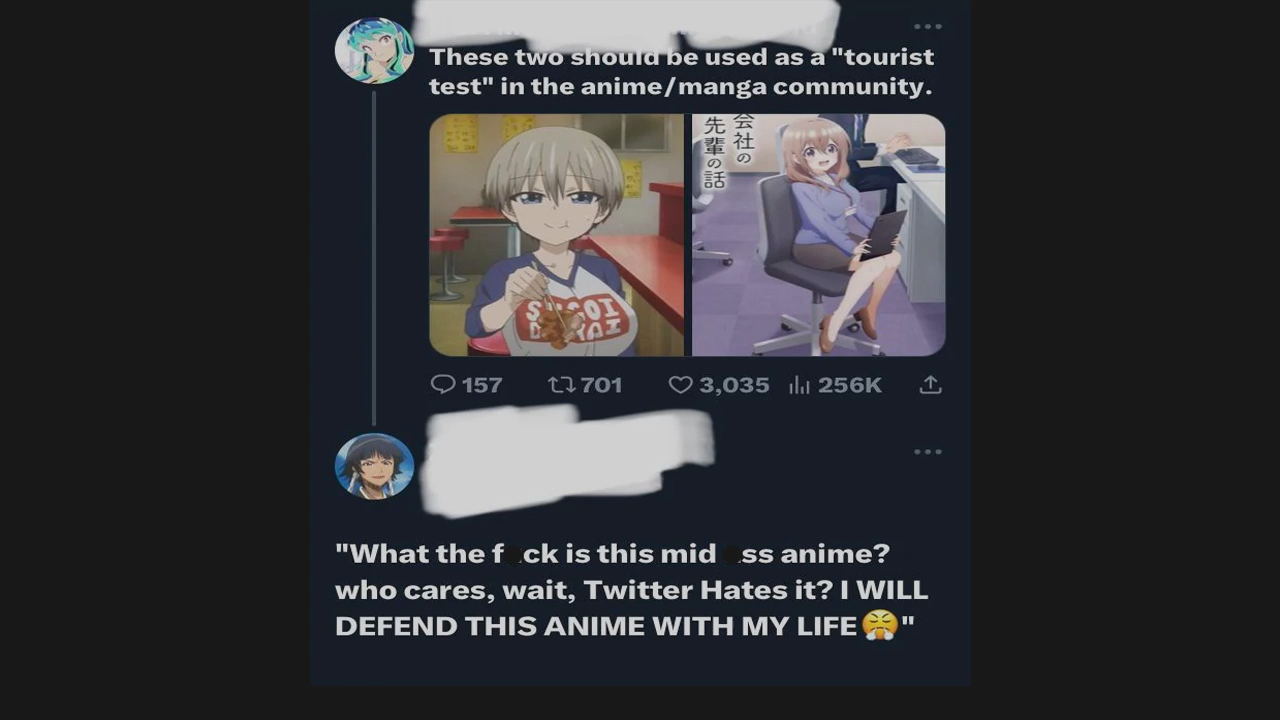 These two should be used as a "tourist
test" in the anime/manga community.
会社の
先輩の話
SUGOI
DEKAI
157 701 3,035 256K
"What the f ck is this mid ss anime?
who cares, wait, Twitter Hates it? I WILL
DEFEND THIS ANIME WITH MY LIFE😤"